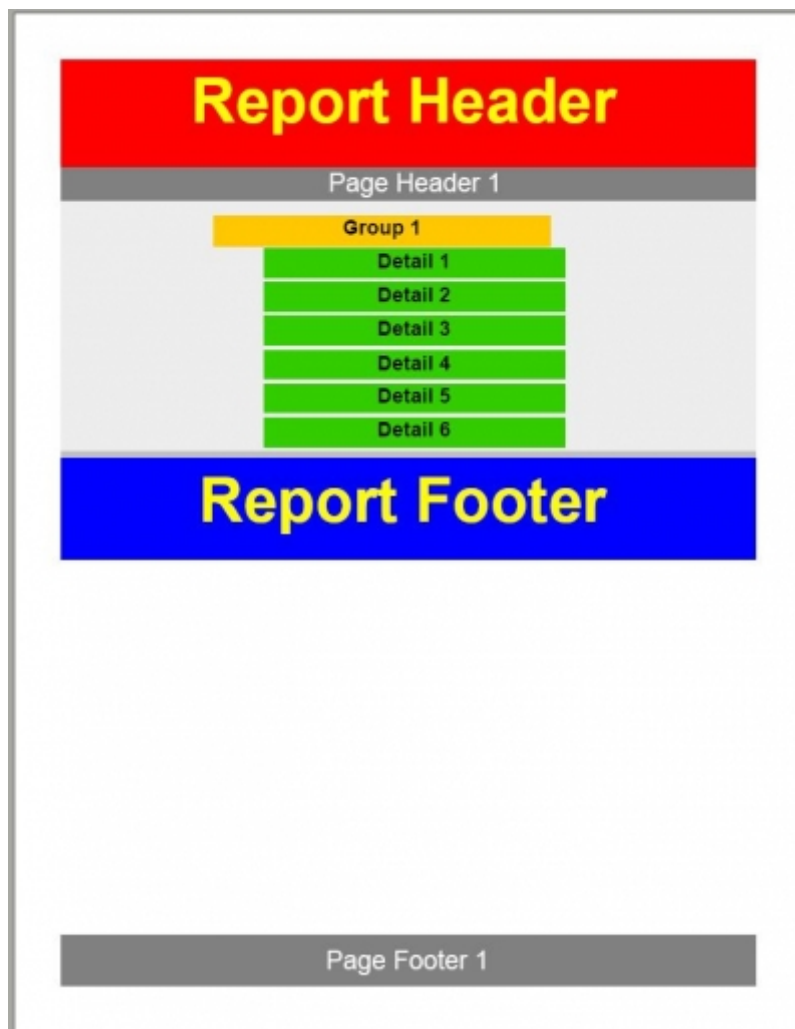 Report Header
Page Header 1
Group 1
Detail 1
Detail 2
Detail 3
Detail 4
Detail 5
Detail 6
Report Footer
Page Footer 1